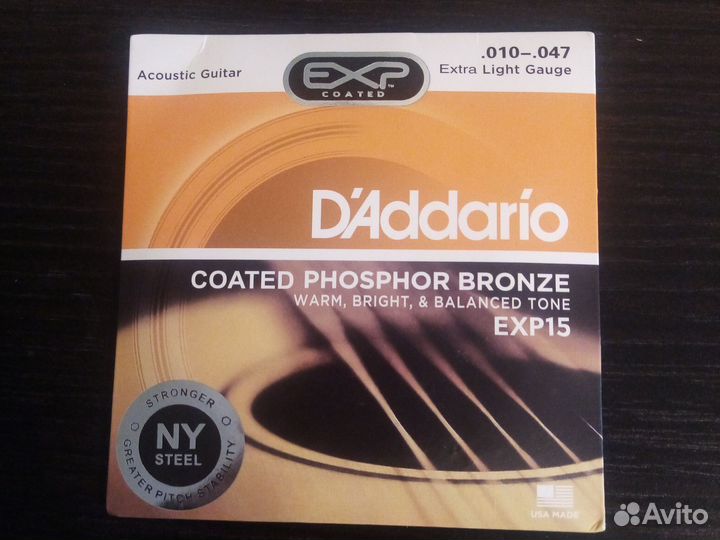 Acoustic Guitar
EXP™
COATED
.010–.047
Extra Light Gauge
D'Addario
COATED PHOSPHOR BRONZE
WARM, BRIGHT, & BALANCED TONE
EXP15
STRONGER
NY
STEEL
GREATER PITCH STABILITY
USA MADE
Avito